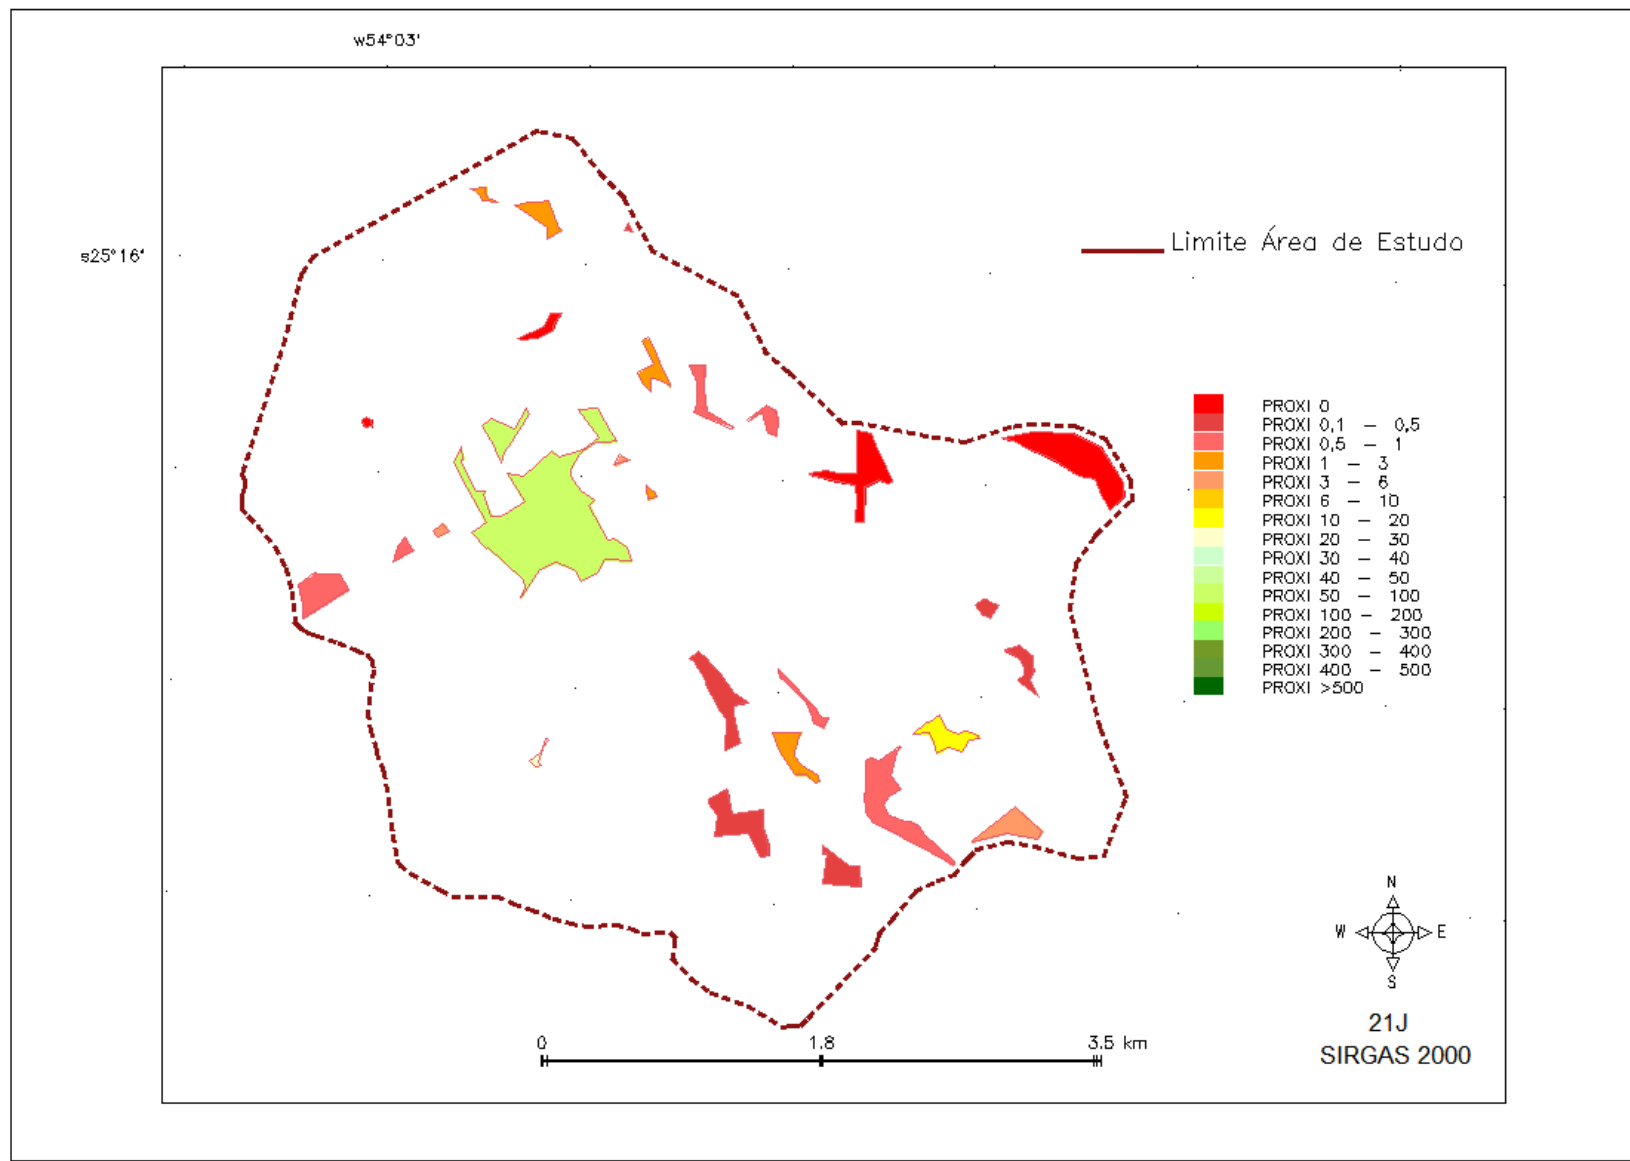 w54°03'
s25°16'
Limite Área de Estudo
PROXI 0
PROXI 0,1 – 0,5
PROXI 0,5 – 1
PROXI 1 – 3
PROXI 3 – 6
PROXI 6 – 10
PROXI 10 – 20
PROXI 20 – 30
PROXI 30 – 40
PROXI 40 – 50
PROXI 50 – 100
PROXI 100 – 200
PROXI 200 – 300
PROXI 300 – 400
PROXI 400 – 500
PROXI >500
N
W E
S
21J
SIRGAS 2000
0 1.8 3.5 km